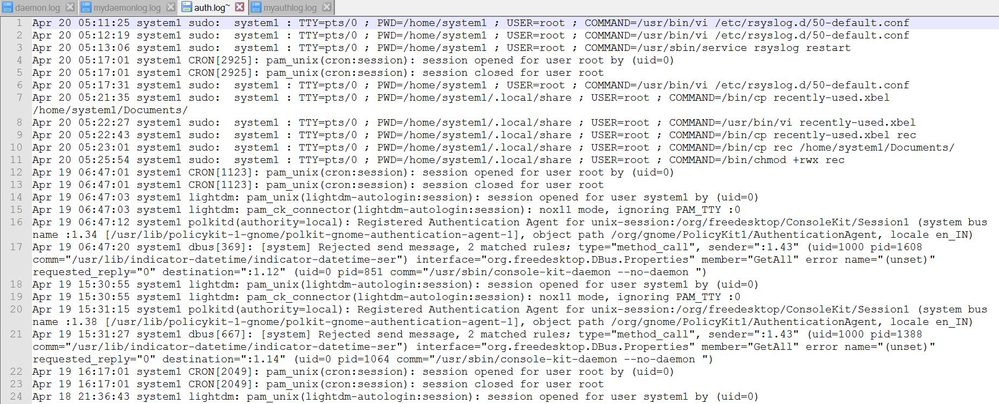 daemon.log mydaemonlog.log auth.log~ myauthlog.log
1 Apr 20 05:11:25 system1 sudo:  system1 : TTY=pts/0 ; PWD=/home/system1 ; USER=root ; COMMAND=/usr/bin/vi /etc/rsyslog.d/50-default.conf
2 Apr 20 05:12:19 system1 sudo:  system1 : TTY=pts/0 ; PWD=/home/system1 ; USER=root ; COMMAND=/usr/bin/vi /etc/rsyslog.d/50-default.conf
3 Apr 20 05:13:06 system1 sudo:  system1 : TTY=pts/0 ; PWD=/home/system1 ; USER=root ; COMMAND=/usr/sbin/service rsyslog restart
4 Apr 20 05:17:01 system1 CRON[2925]: pam_unix(cron:session): session opened for user root by (uid=0)
5 Apr 20 05:17:01 system1 CRON[2925]: pam_unix(cron:session): session closed for user root
6 Apr 20 05:17:31 system1 sudo:  system1 : TTY=pts/0 ; PWD=/home/system1 ; USER=root ; COMMAND=/usr/bin/vi /etc/rsyslog.d/50-default.conf
7 Apr 20 05:21:35 system1 sudo:  system1 : TTY=pts/0 ; PWD=/home/system1/.local/share ; USER=root ; COMMAND=/bin/cp recently-used.xbel
/home/system1/Documents/
8 Apr 20 05:22:27 system1 sudo:  system1 : TTY=pts/0 ; PWD=/home/system1/.local/share ; USER=root ; COMMAND=/usr/bin/vi recently-used.xbel
9 Apr 20 05:22:43 system1 sudo:  system1 : TTY=pts/0 ; PWD=/home/system1/.local/share ; USER=root ; COMMAND=/bin/cp recently-used.xbel rec
10 Apr 20 05:23:01 system1 sudo:  system1 : TTY=pts/0 ; PWD=/home/system1/.local/share ; USER=root ; COMMAND=/bin/cp rec /home/system1/Documents/
11 Apr 20 05:25:54 system1 sudo:  system1 : TTY=pts/0 ; PWD=/home/system1/.local/share ; USER=root ; COMMAND=/bin/chmod +rwx rec
12 Apr 19 06:47:01 system1 CRON[1123]: pam_unix(cron:session): session opened for user root by (uid=0)
13 Apr 19 06:47:01 system1 CRON[1123]: pam_unix(cron:session): session closed for user root
14 Apr 19 06:47:03 system1 lightdm: pam_unix(lightdm-autologin:session): session opened for user system1 by (uid=0)
15 Apr 19 06:47:03 system1 lightdm: pam_ck_connector(lightdm-autologin:session): nox11 mode, ignoring PAM_TTY :0
16 Apr 19 06:47:12 system1 polkitd(authority=local): Registered Authentication Agent for unix-session:/org/freedesktop/ConsoleKit/Session1 (system bus
name :1.34 [/usr/lib/policykit-1-gnome/polkit-gnome-authentication-agent-1], object path /org/gnome/PolicyKit1/AuthenticationAgent, locale en_IN)
17 Apr 19 06:47:20 system1 dbus[369]: [system] Rejected send message, 2 matched rules; type="method_call", sender=":1.43" (uid=1000 pid=1608
comm="/usr/lib/indicator-datetime/indicator-datetime-ser") interface="org.freedesktop.DBus.Properties" member="GetAll" error name="(unset)"
requested_reply="0" destination=":1.12" (uid=0 pid=851 comm="/usr/sbin/console-kit-daemon --no-daemon ")
18 Apr 19 15:30:55 system1 lightdm: pam_unix(lightdm-autologin:session): session opened for user system1 by (uid=0)
19 Apr 19 15:30:55 system1 lightdm: pam_ck_connector(lightdm-autologin:session): nox11 mode, ignoring PAM_TTY :0
20 Apr 19 15:31:15 system1 polkitd(authority=local): Registered Authentication Agent for unix-session:/org/freedesktop/ConsoleKit/Session1 (system bus
name :1.38 [/usr/lib/policykit-1-gnome/polkit-gnome-authentication-agent-1], object path /org/gnome/PolicyKit1/AuthenticationAgent, locale en_IN)
21 Apr 19 15:31:27 system1 dbus[667]: [system] Rejected send message, 2 matched rules; type="method_call", sender=":1.43" (uid=1000 pid=1388
comm="/usr/lib/indicator-datetime/indicator-datetime-ser") interface="org.freedesktop.DBus.Properties" member="GetAll" error name="(unset)"
requested_reply="0" destination=":1.14" (uid=0 pid=1064 comm="/usr/sbin/console-kit-daemon --no-daemon ")
22 Apr 19 16:17:01 system1 CRON[2049]: pam_unix(cron:session): session opened for user root by (uid=0)
23 Apr 19 16:17:01 system1 CRON[2049]: pam_unix(cron:session): session closed for user root
24 Apr 18 21:36:43 system1 lightdm: pam_unix(lightdm-autologin:session): session opened for user system1 by (uid=0)